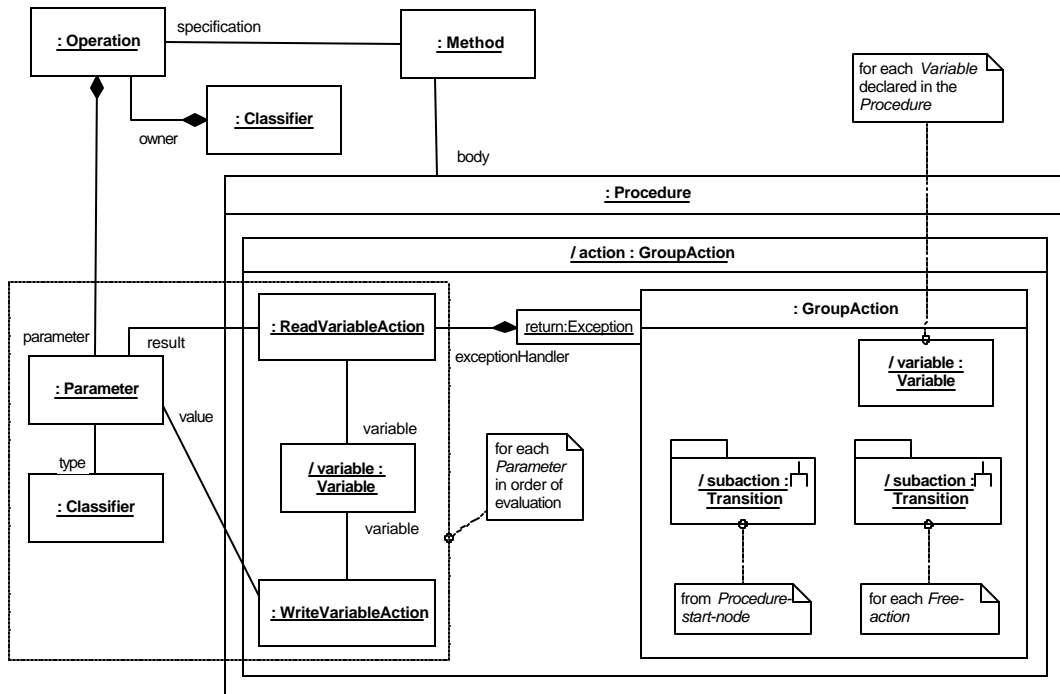 specification
: Operation
: Method
for each Variable
declared in the
Procedure
: Classifier
owner
body
: Procedure
/ action : GroupAction
: ReadVariableAction
return:Exception
: GroupAction
parameter
result
exceptionHandler
: Parameter
/ variable :
Variable
value
variable
for each
Parameter
in order of
evaluation
type
/ variable :
Variable
: Classifier
/ subaction :
Transition
/ subaction :
Transition
variable
: WriteVariableAction
from Procedure-
start-node
for each Free-
action